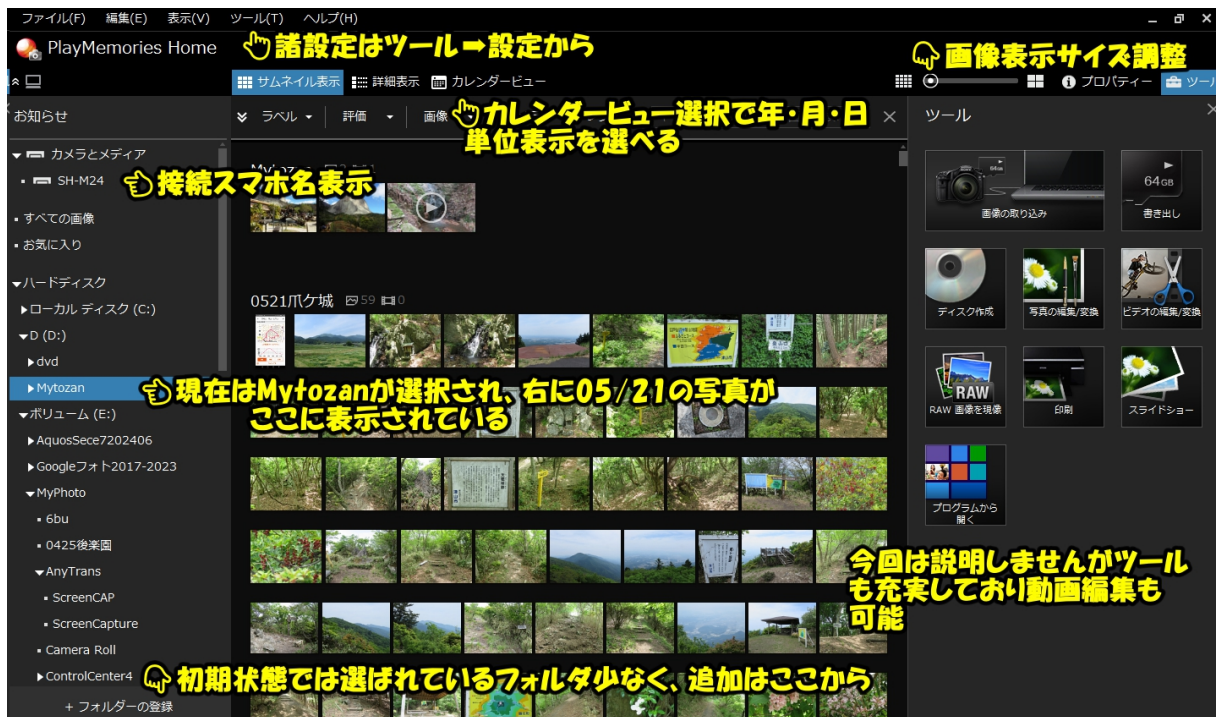 ファイル(F) 編集(E) 表示(V) ツール(T) ヘルプ(H)
PlayMemories Home
諸設定はツール➡設定から
画像表示サイズ調整
サムネイル表示 詳細表示 カレンダービュー
プロパティー ツール
お知らせ
ラベル 評価 画像
カレンダービュー選択で年・月・日
単位表示を選べる
ツール
カメラとメディア
SH-M24
接続スマホ名表示
Mytozan
すべての画像
お気に入り
ハードディスク
ローカル ディスク (C:)
D (D:)
dvd
Mytozan
ボリューム (E:)
AquosSece7202406
Googleフォト2017-2023
MyPhoto
6bu
0425後楽園
AnyTrans
ScreenCAP
ScreenCapture
Camera Roll
ControlCenter4
+ フォルダーの登録
0521爪ケ城 59 0
現在はMytozanが選択され、右に05/21の写真が
ここに表示されている
初期状態では選ばれているフォルダ少なく、追加はここから
64GB
画像の取り込み
64GB
書き出し
ディスク作成
写真の編集/変換
ビデオの編集/変換
RAW
RAW 画像を現像
印刷
スライドショー
プログラムから
開く
今回は説明しませんがツール
も充実しており動画編集も
可能